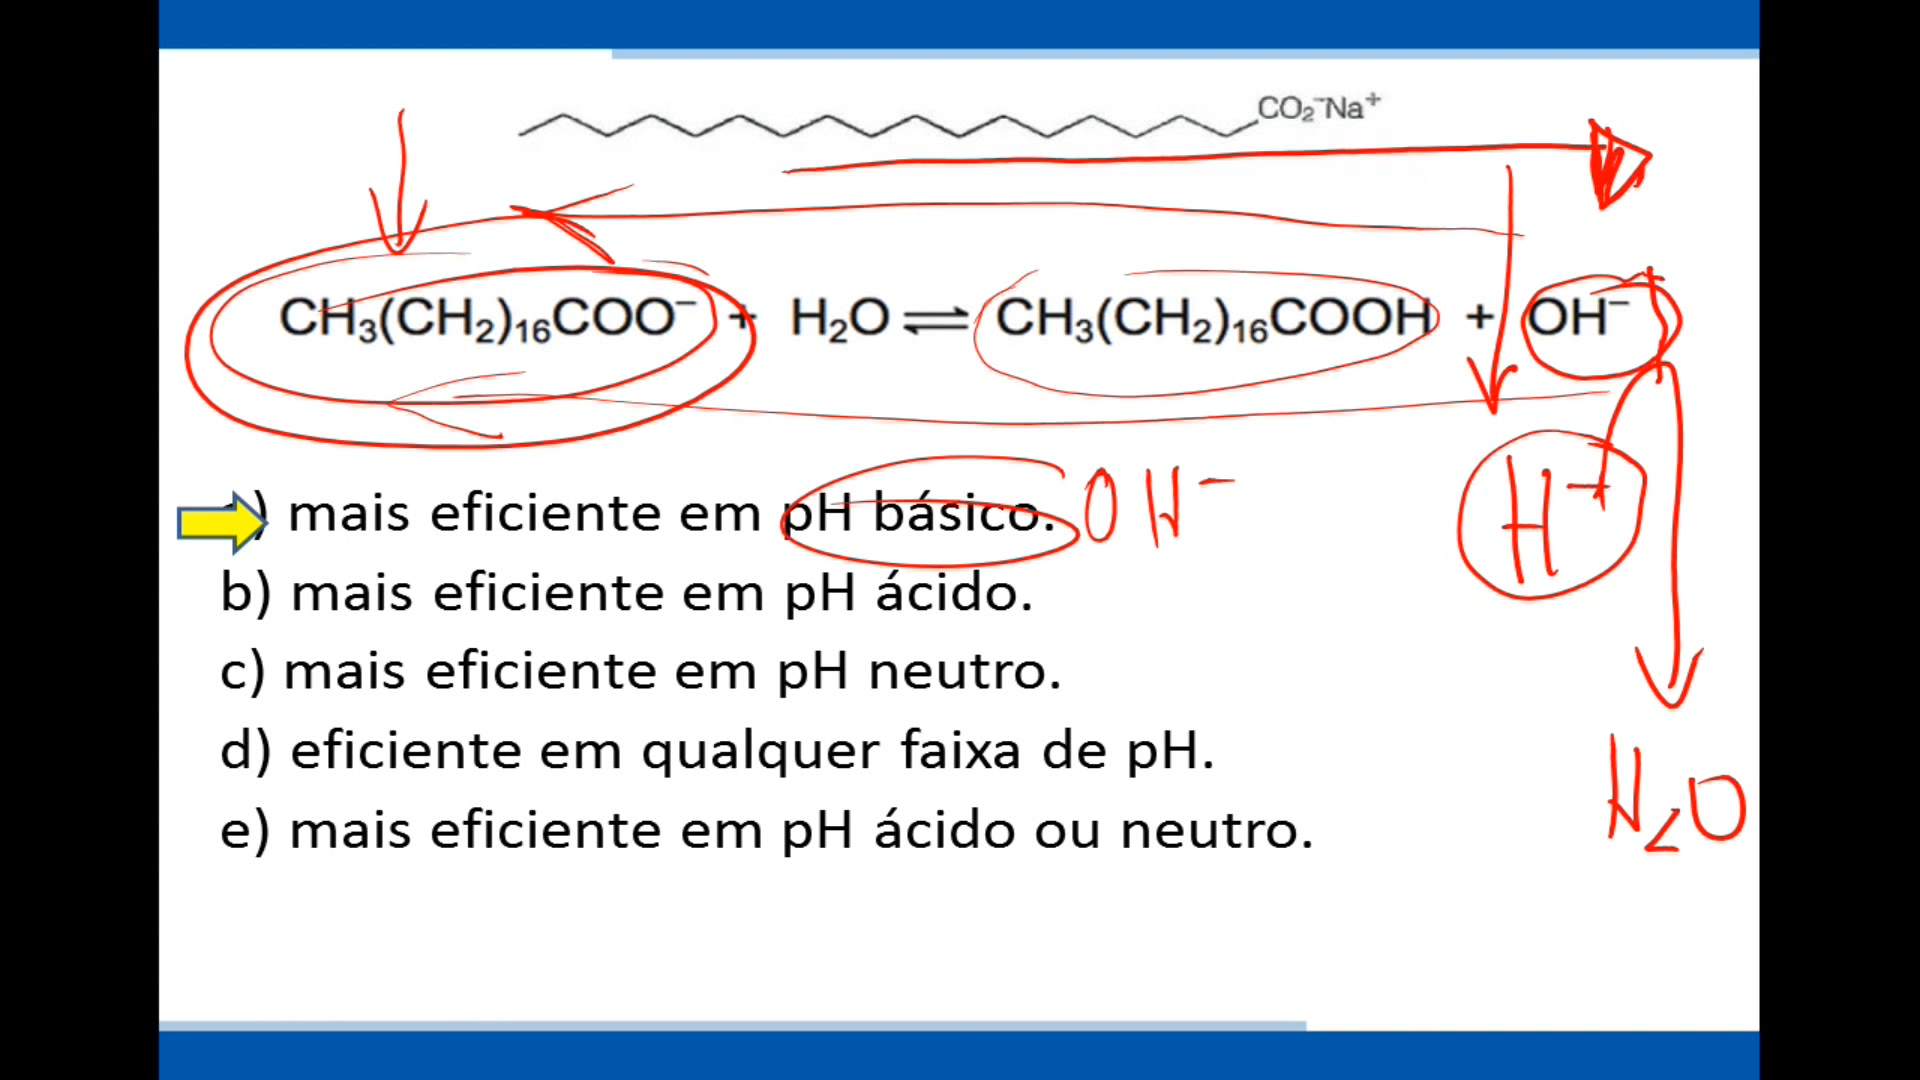 CO₂⁻Na⁺
CH₃(CH₂)₁₆COO⁻ + H₂O ⇌ CH₃(CH₂)₁₆COOH + OH⁻
H⁺
) mais eficiente em pH básico. OH⁻
b) mais eficiente em pH ácido.
c) mais eficiente em pH neutro.
d) eficiente em qualquer faixa de pH.
e) mais eficiente em pH ácido ou neutro.
H₂O